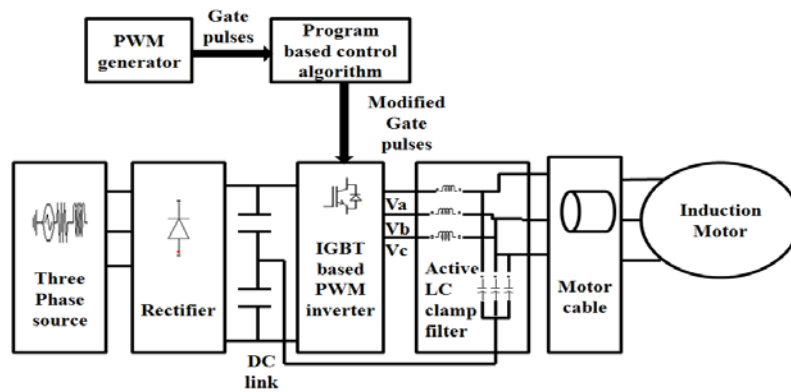 Gate
pulses
PWM
generator
Program
based control
algorithm
Modified
Gate
pulses
Three
Phase
source
Rectifier
DC
link
IGBT
based
PWM
inverter
Va
Vb
Vc
Active
LC
clamp
filter
Motor
cable
Induction
Motor